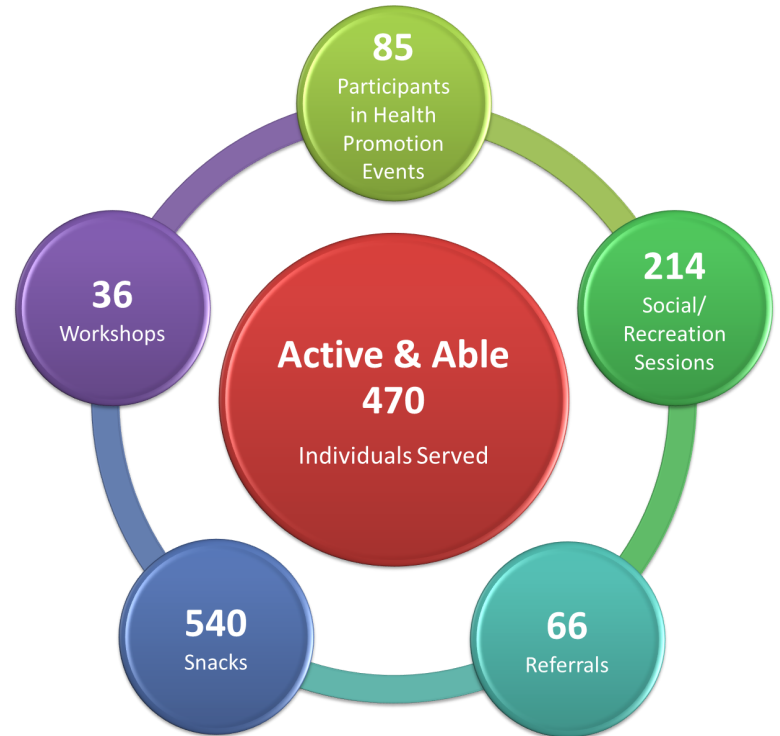 85
Participants
in Health
Promotion
Events
214
Social/
Recreation
Sessions
36
Workshops
Active & Able
470
Individuals Served
540
Snacks
66
Referrals